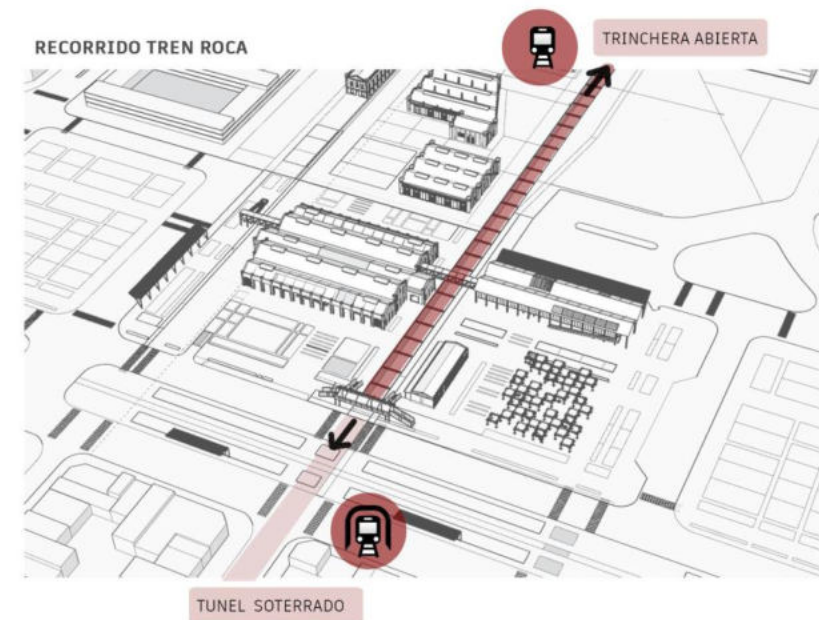 RECORRIDO TREN ROCA
TRINCHERA ABIERTA
TUNEL SOTERRADO